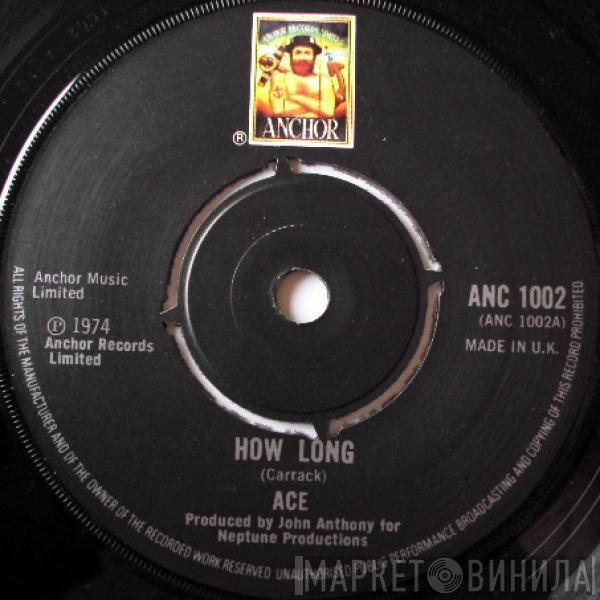 ANCHOR
®
Anchor Music
Limited
℗ 1974
Anchor Records
Limited
ANC 1002
(ANC 1002A)
MADE IN U.K.
HOW LONG
(Carrack)
ACE
Produced by John Anthony for
Neptune Productions
ALL RIGHTS OF THE MANUFACTURER AND OF THE OWNER OF THE RECORDED WORK RESERVED UNAUTHORISED PUBLIC PERFORMANCE BROADCASTING AND COPYING OF THIS RECORD PROHIBITED
МАРКЕТ ВИНИЛА